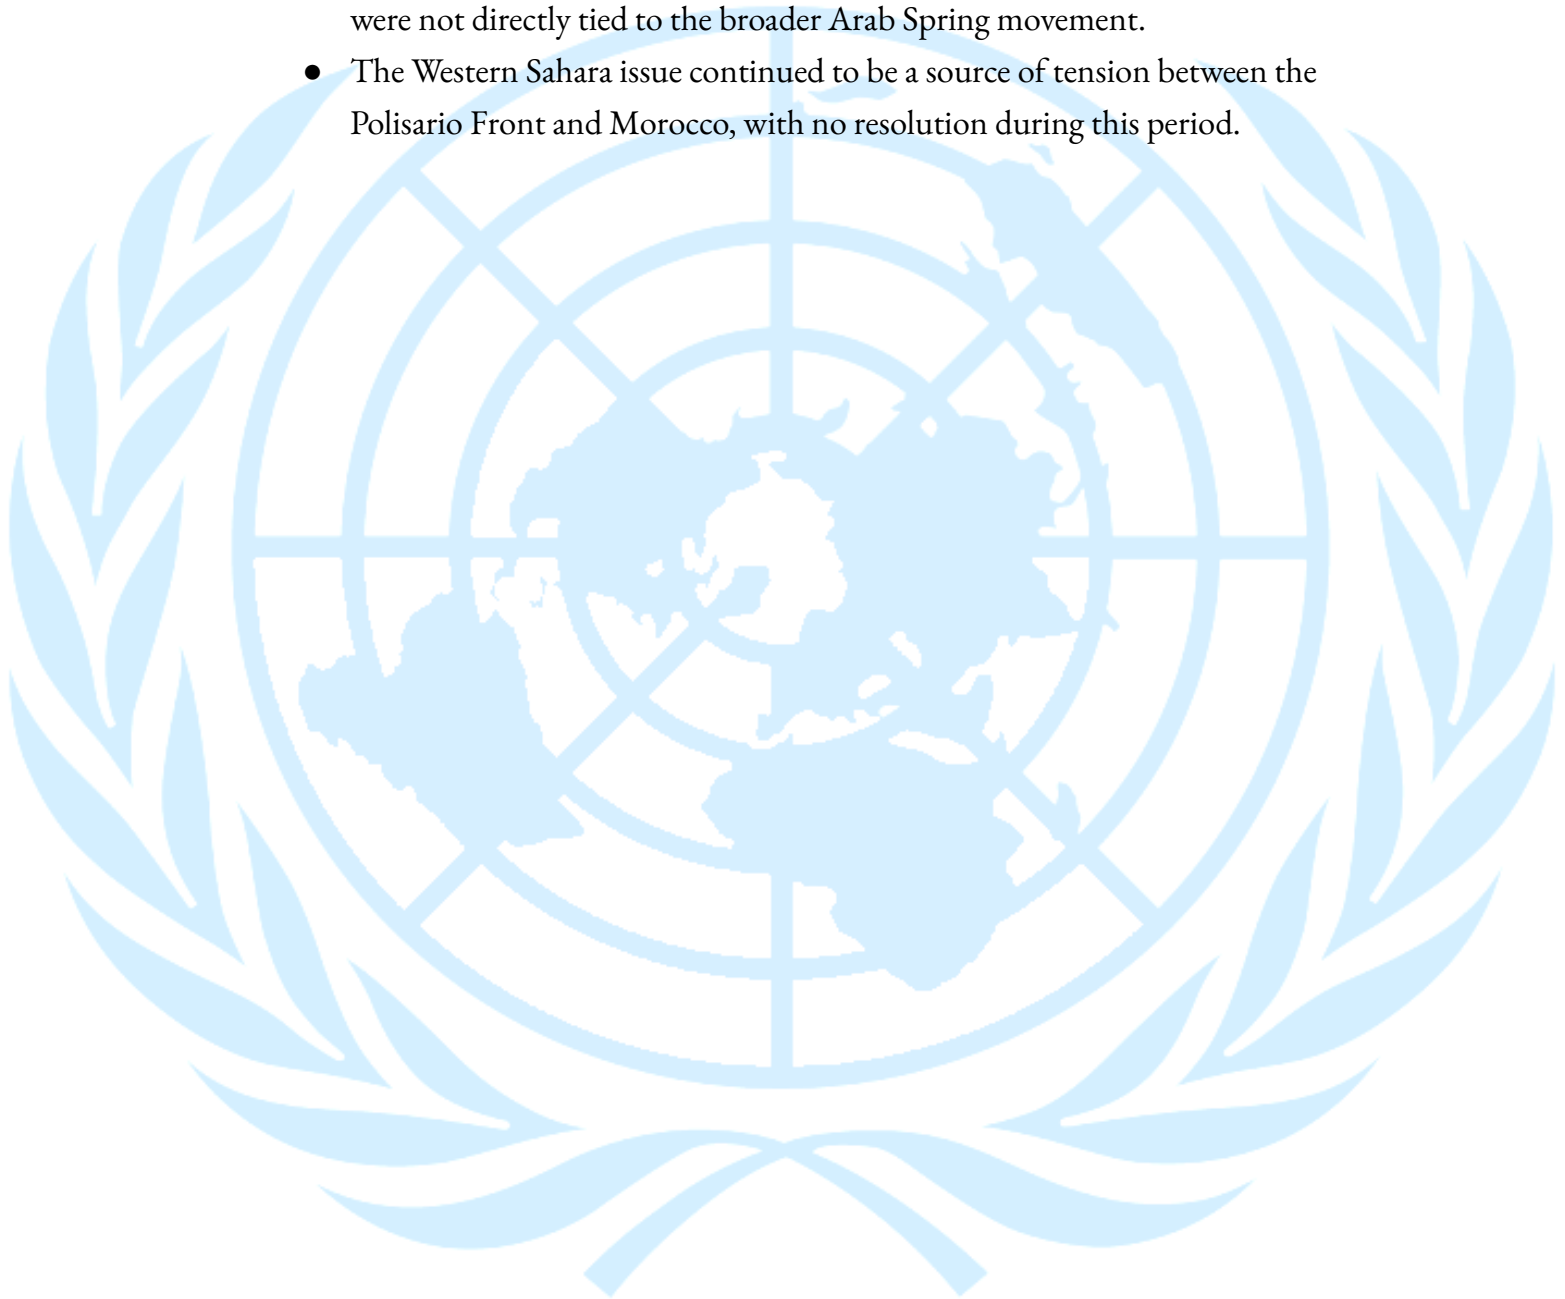 were not directly tied to the broader Arab Spring movement.
● The Western Sahara issue continued to be a source of tension between the
Polisario Front and Morocco, with no resolution during this period.